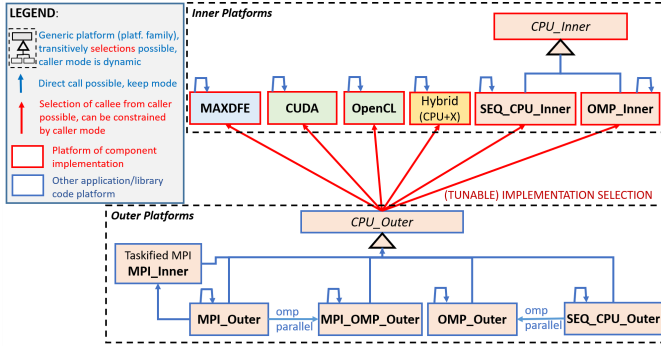 LEGEND:
Generic platform (platf. family),
transitively selections possible,
caller mode is dynamic
Direct call possible, keep mode
Selection of callee from caller
possible, can be constrained
by caller mode
Platform of component
implementation
Other application/library
code platform
Inner Platforms
CPU_Inner
MAXDFE
CUDA
OpenCL
Hybrid
(CPU+X)
SEQ_CPU_Inner
OMP_Inner
(TUNABLE) IMPLEMENTATION SELECTION
Outer Platforms
CPU_Outer
Taskified MPI
MPI_Inner
MPI_Outer
omp
parallel
MPI_OMP_Outer
OMP_Outer
omp
parallel
SEQ_CPU_Outer